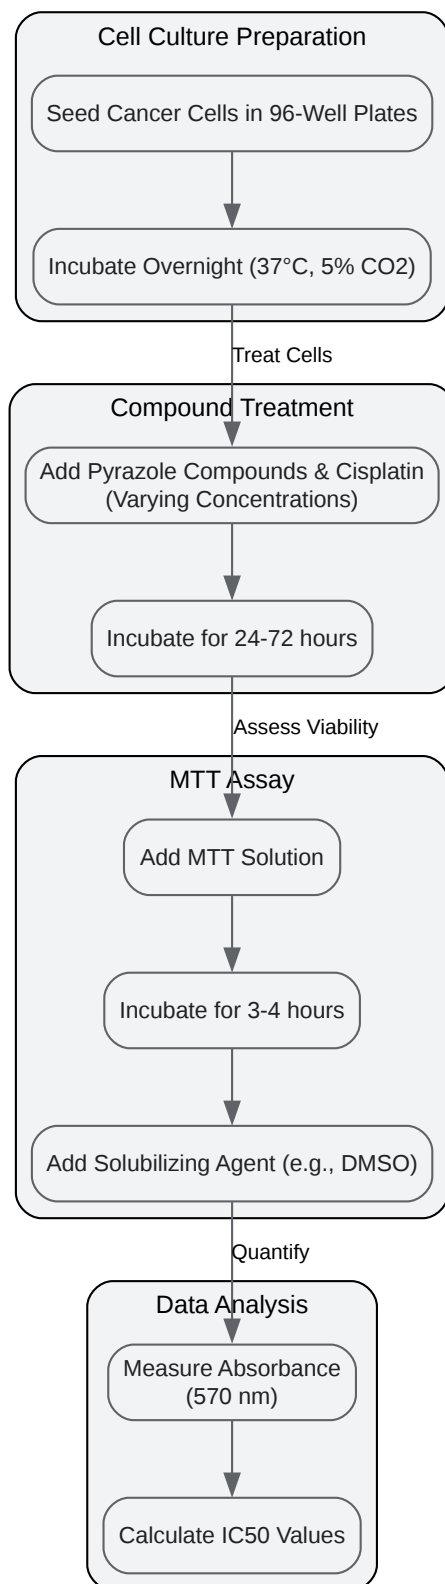 Cell Culture Preparation
Seed Cancer Cells in 96-Well Plates
Incubate Overnight (37°C, 5% CO2)
Treat Cells
Compound Treatment
Add Pyrazole Compounds & Cisplatin
(Varying Concentrations)
Incubate for 24-72 hours
Assess Viability
MTT Assay
Add MTT Solution
Incubate for 3-4 hours
Add Solubilizing Agent (e.g., DMSO)
Quantify
Data Analysis
Measure Absorbance
(570 nm)
Calculate IC50 Values